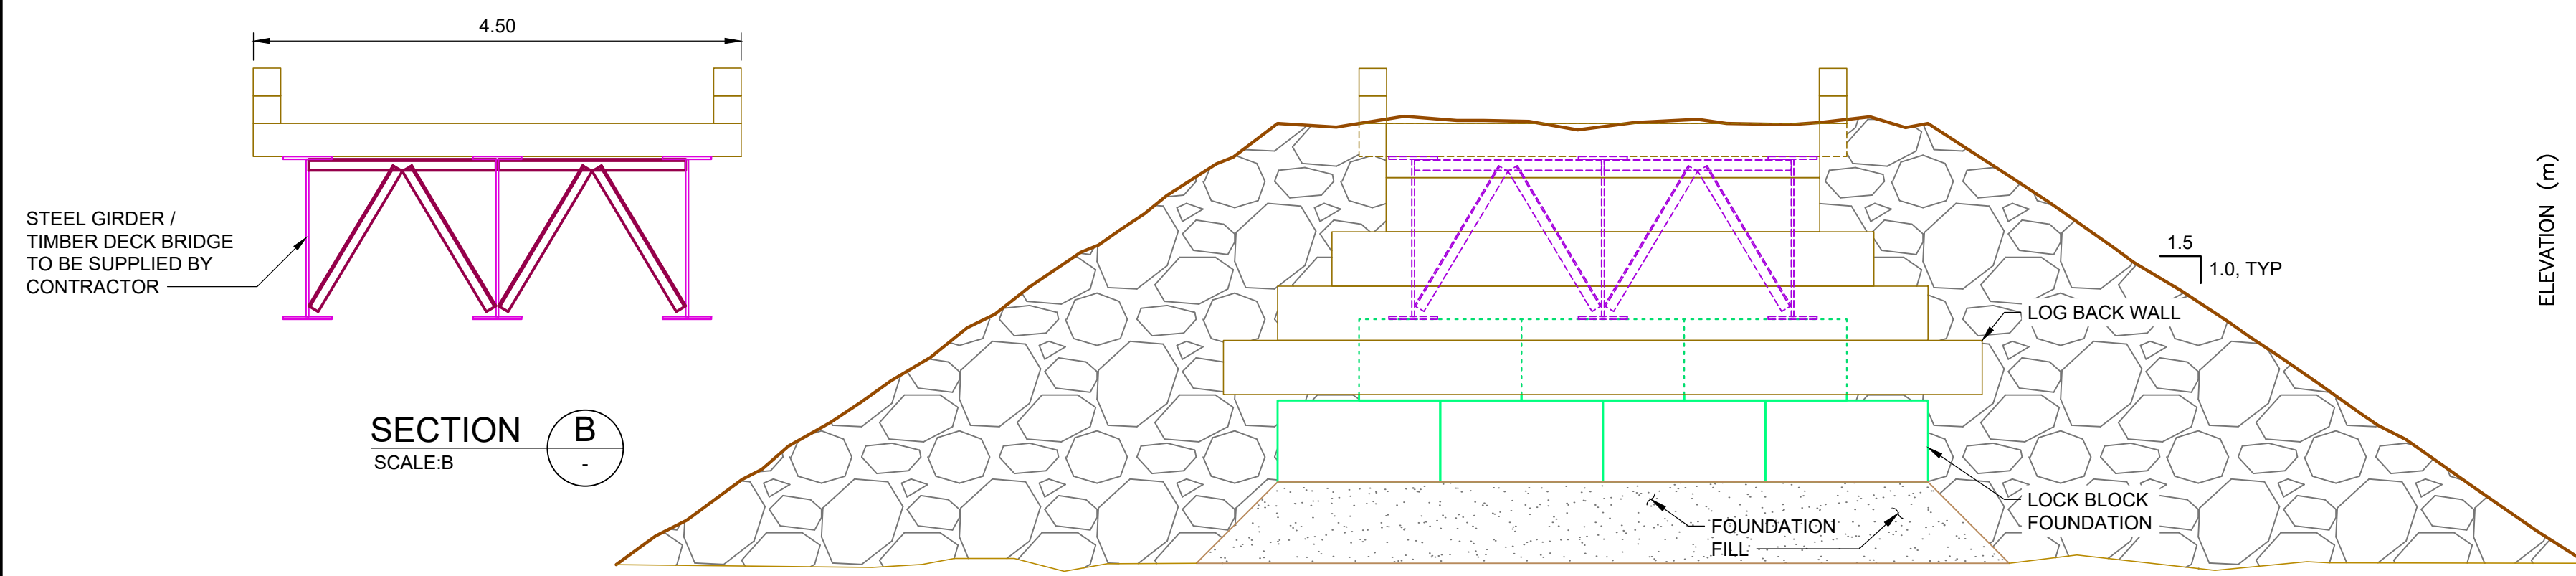 4.50
STEEL GIRDER /
TIMBER DECK BRIDGE
TO BE SUPPLIED BY
CONTRACTOR
SECTION
B
SCALE:B
-
1.5
1.0, TYP
LOG BACK WALL
LOCK BLOCK
FOUNDATION
FOUNDATION
FILL
ELEVATION (m)